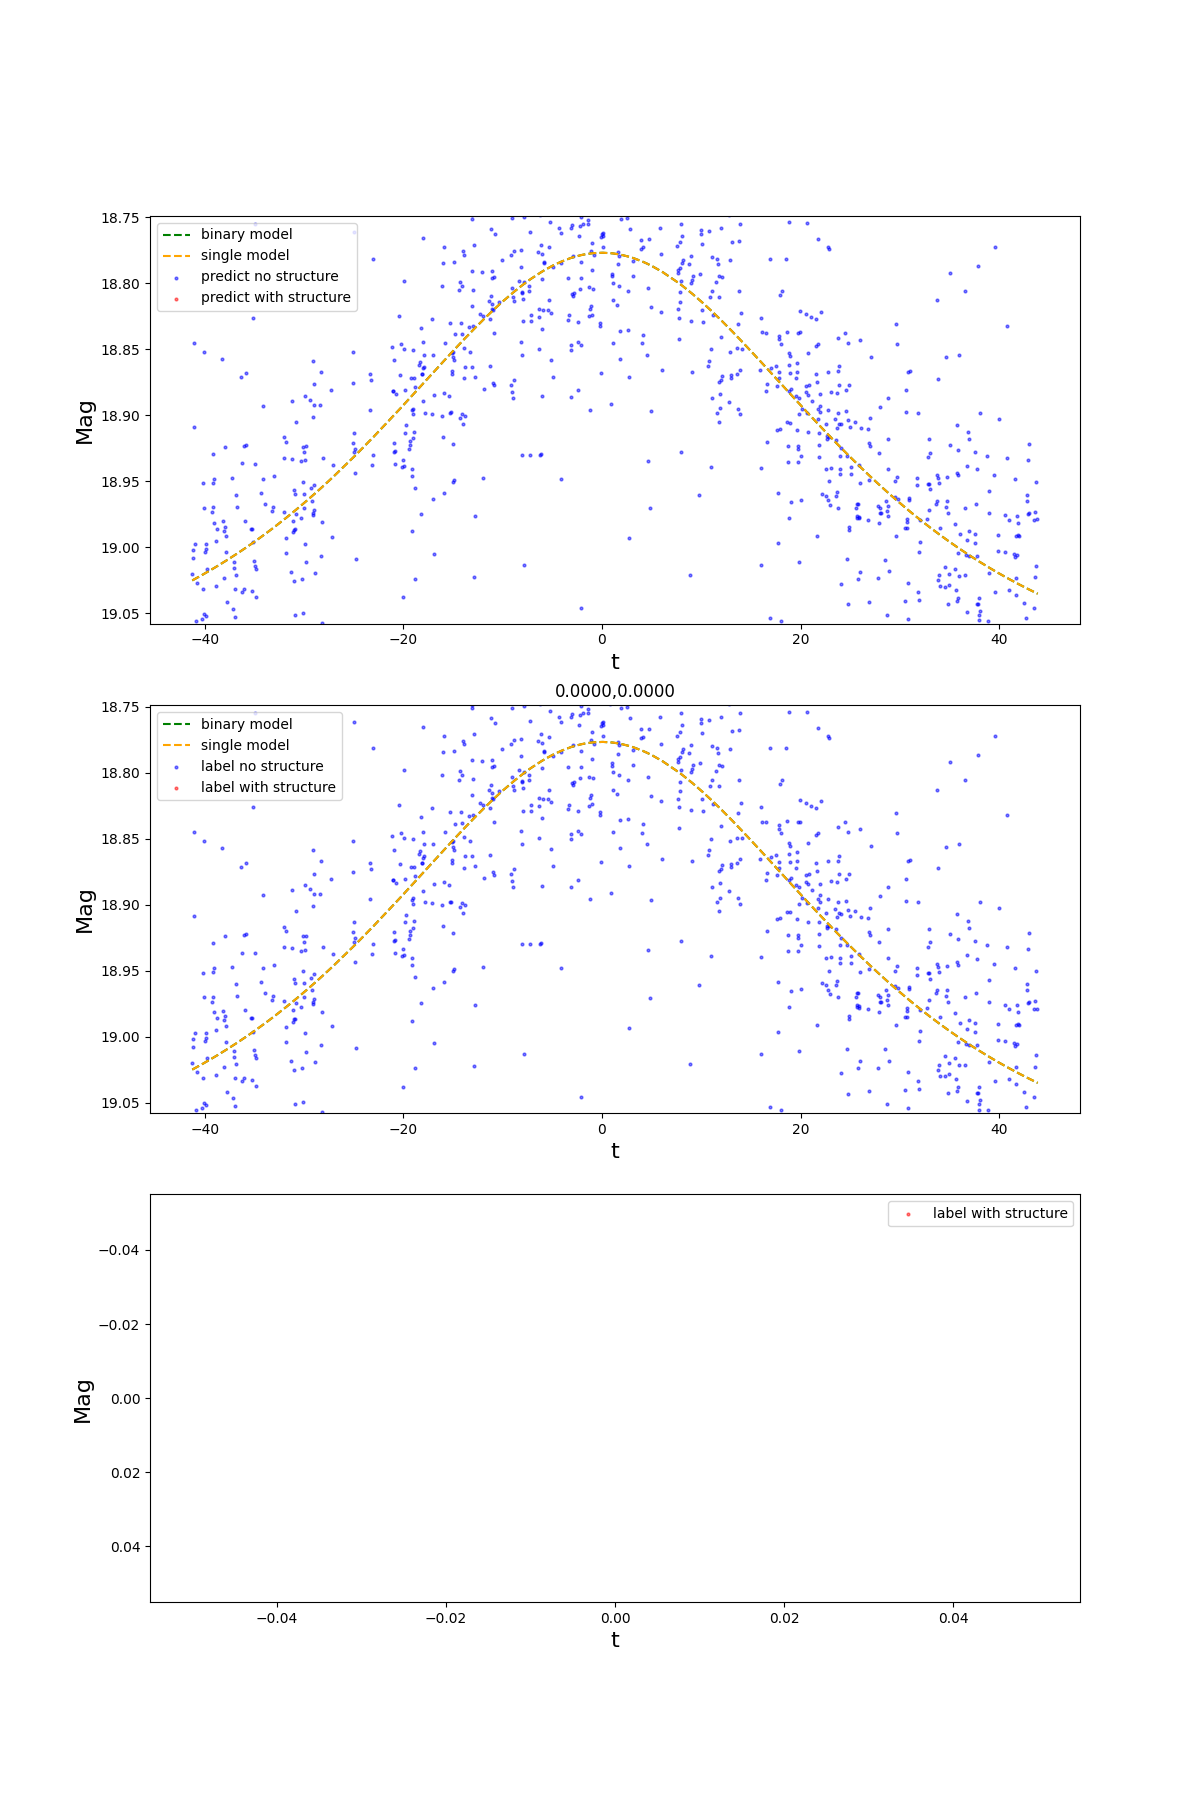 binary model
single model
predict no structure
predict with structure
18.75
18.80
18.85
18.90
18.95
19.00
19.05
Mag
−40
−20
0
20
40
t
0.0000,0.0000
binary model
single model
label no structure
label with structure
18.75
18.80
18.85
18.90
18.95
19.00
19.05
Mag
−40
−20
0
20
40
t
label with structure
−0.04
−0.02
0.00
0.02
0.04
Mag
−0.04
−0.02
0.00
0.02
0.04
t